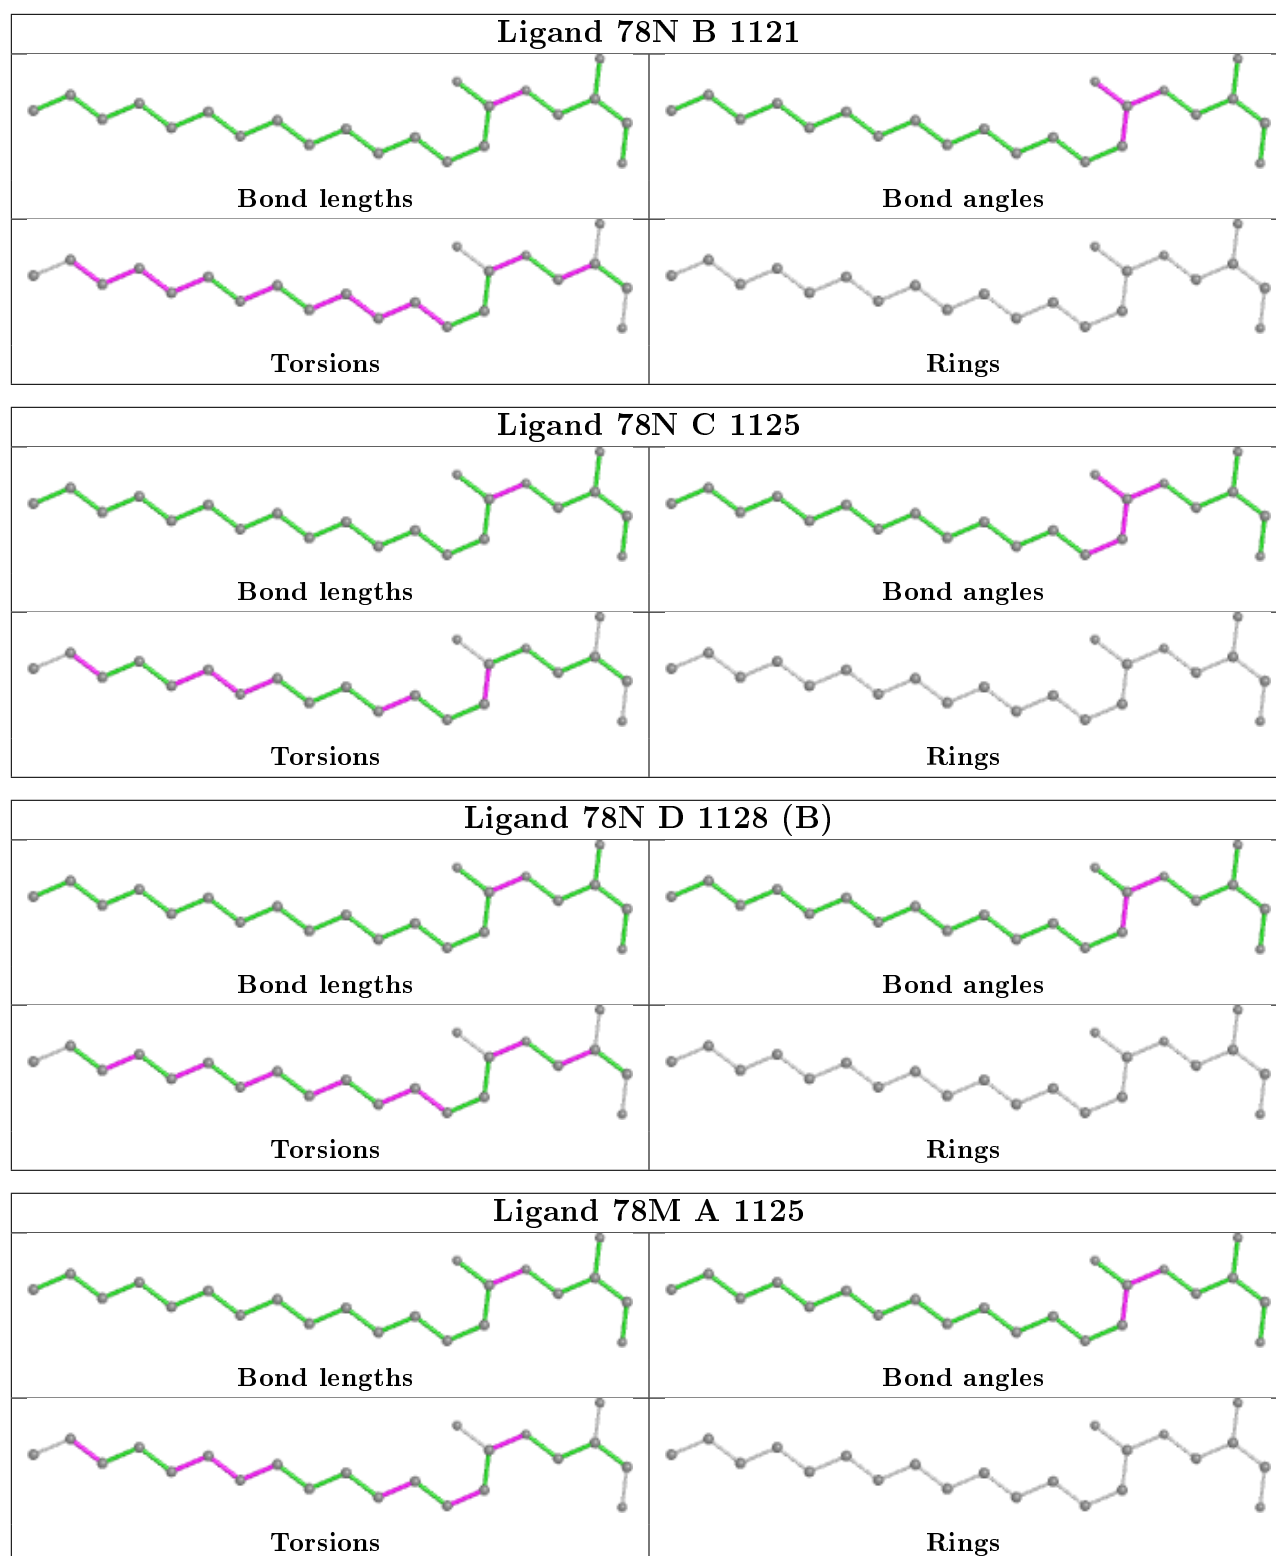 Ligand 78N B 1121
Bond lengths
Bond angles
Torsions
Rings
Ligand 78N C 1125
Bond lengths
Bond angles
Torsions
Rings
Ligand 78N D 1128 (B)
Bond lengths
Bond angles
Torsions
Rings
Ligand 78M A 1125
Bond lengths
Bond angles
Torsions
Rings